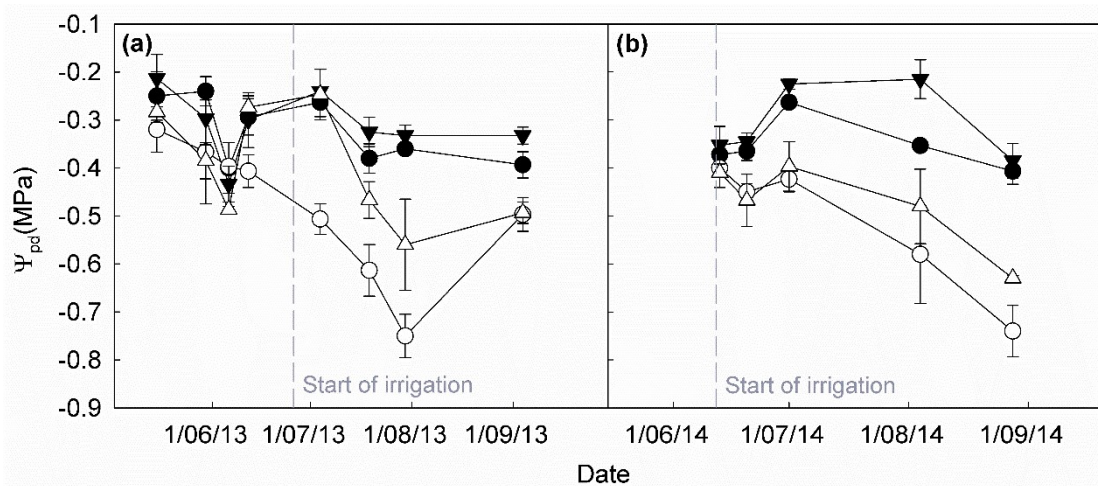 (a) (b)
-0.1
-0.2
-0.3
-0.4
-0.5
-0.6
-0.7
-0.8
-0.9
Ψpd(MPa)
Start of irrigation Start of irrigation
1/06/13 1/07/13 1/08/13 1/09/13 1/06/14 1/07/14 1/08/14 1/09/14
Date